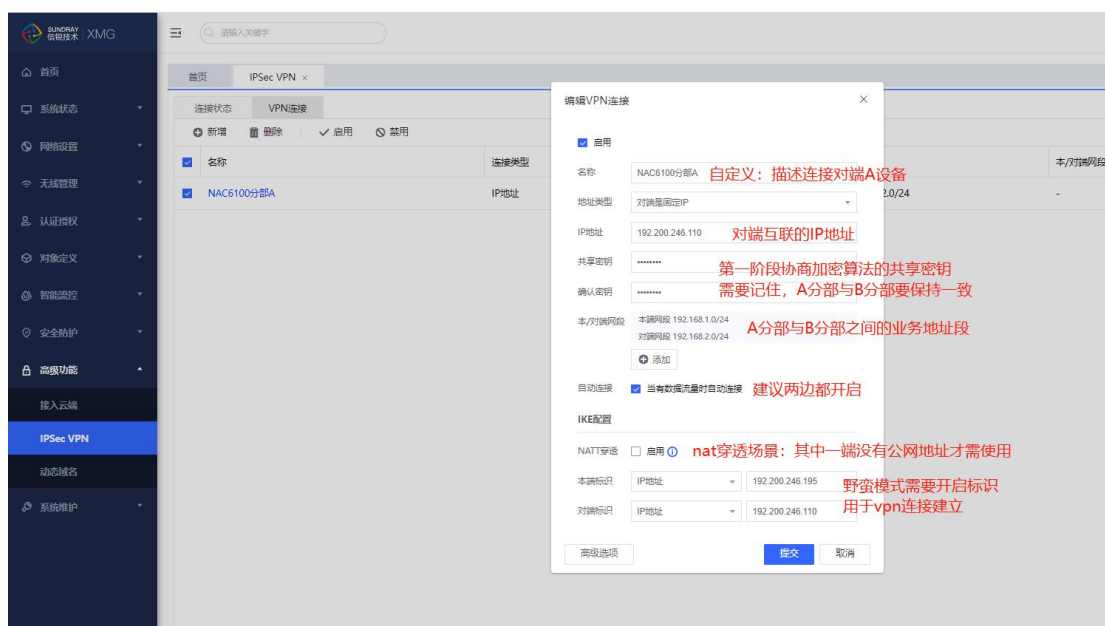 SUNDRAY
信锐技术 | XMG
请输入关键字
首页
系统状态
网络设置
无线管理
认证授权
对象定义
智能流控
安全防护
高级功能
接入云端
IPSec VPN
动态域名
系统维护
首页 IPSec VPN ×
连接状态 VPN连接
新增 删除 启用 禁用
名称 连接类型 本/对端网段
NAC6100分部A IP地址 2.0/24 -
编辑VPN连接 ×
启用
名称 NAC6100分部A 自定义：描述连接对端A设备
地址类型 对端是固定IP
IP地址 192.200.246.110 对端互联的IP地址
共享密钥 ········ 第一阶段协商加密算法的共享密钥
确认密钥 ········ 需要记住，A分部与B分部要保持一致
本/对端网段 本端网段 192.168.1.0/24 A分部与B分部之间的业务地址段
对端网段 192.168.2.0/24
添加
自动连接 当有数据流量时自动连接 建议两边都开启
IKE配置
NATT穿透 启用 nat穿透场景：其中一端没有公网地址才需使用
本端标识 IP地址 192.200.246.195 野蛮模式需要开启标识
对端标识 IP地址 192.200.246.110 用于vpn连接建立
高级选项 提交 取消